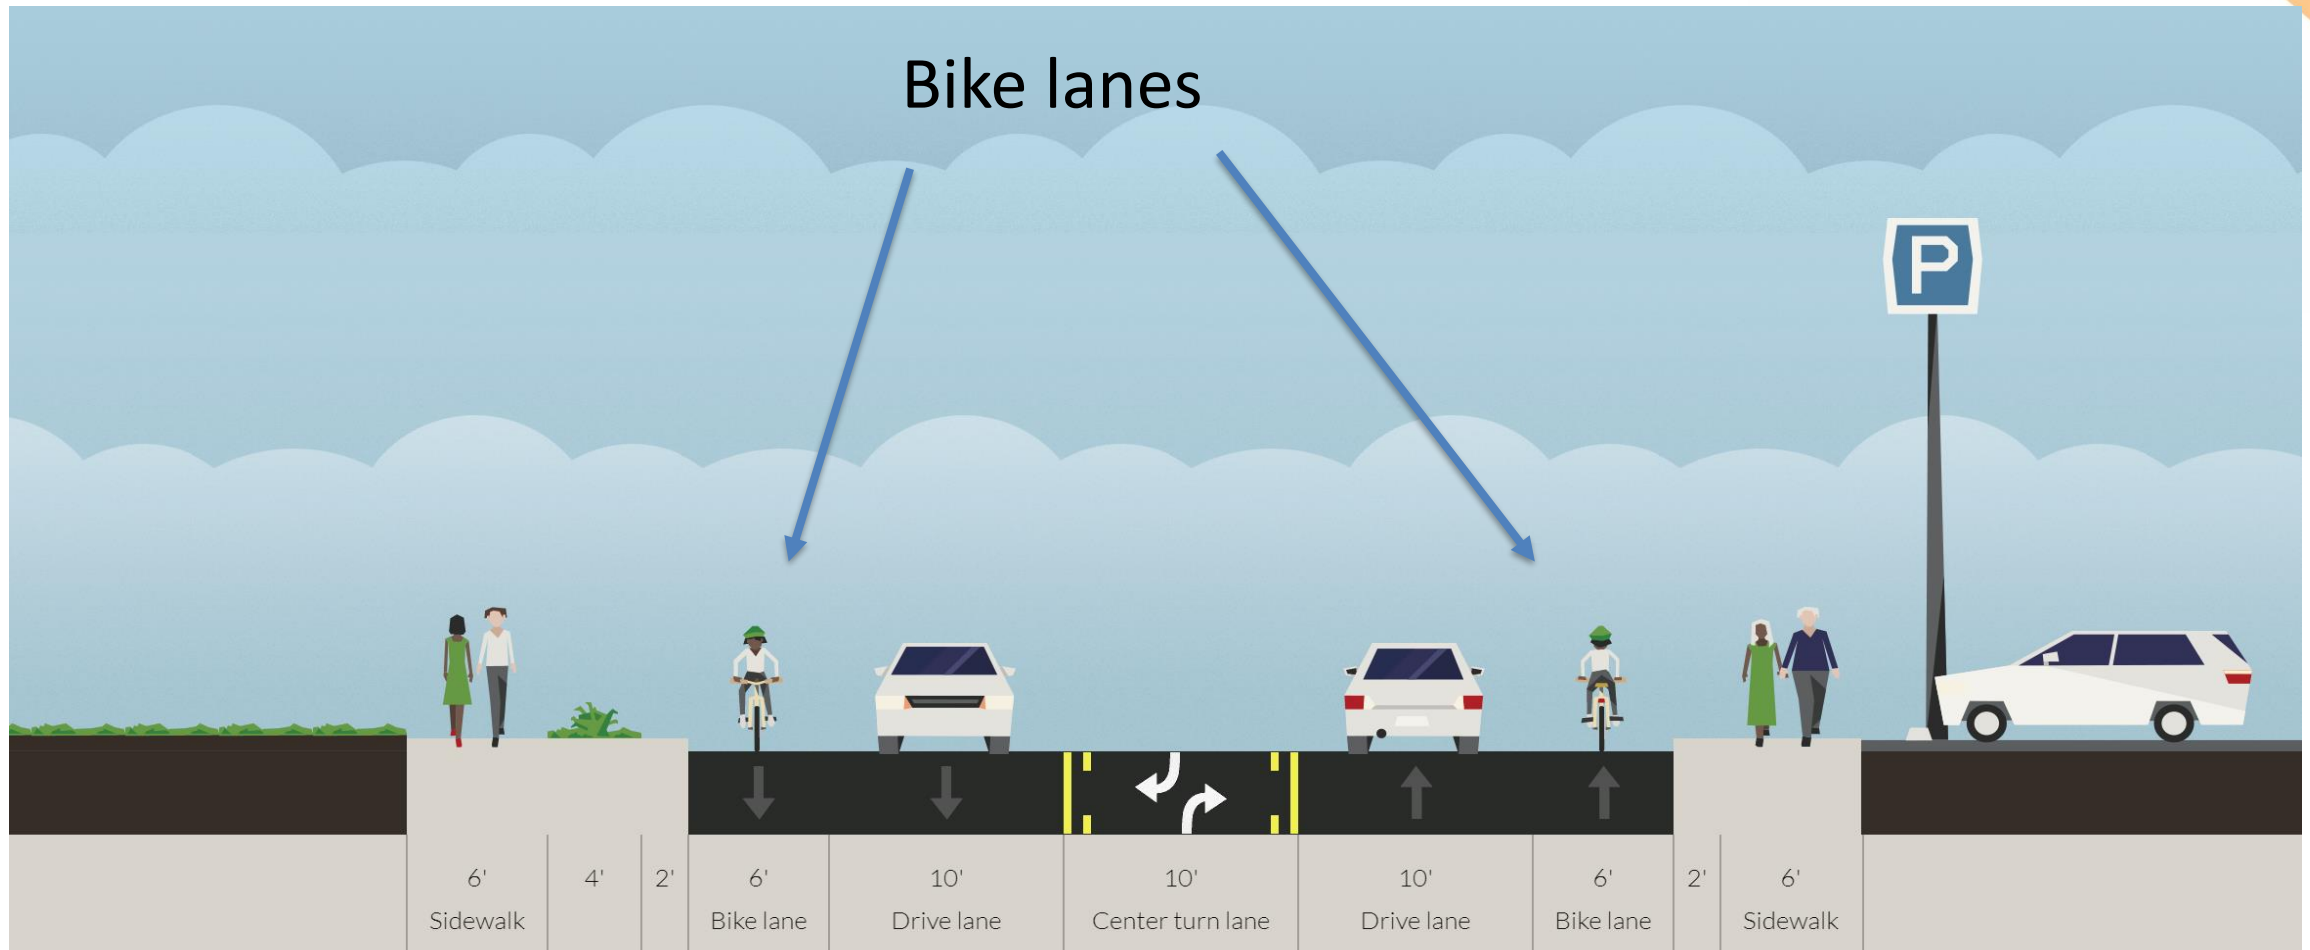 Bike lanes
P
6' 4' 2' 6' 10' 10' 10' 6' 2' 6'
Sidewalk Bike lane Drive lane Center turn lane Drive lane Bike lane Sidewalk